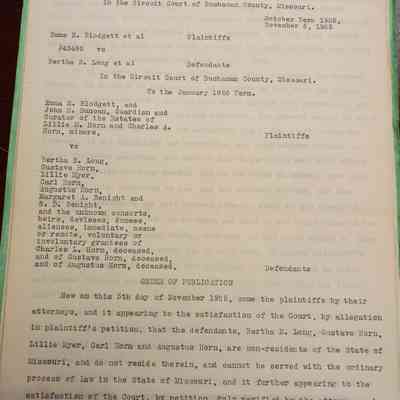 In the Circuit Court of Buchanan County, Missouri.
October Term 1925,
November 5, 1925
Emma E. Blodgett et al Plaintiffs
vs
Bertha E. Long et al Defendants
In the Circuit Court of Buchanan County, Missouri.
To the January 1926 Term.
Emma E. Blodgett, and
John H. Duncan, Guardian and
Curator of the Estates of
Lillie M. Horn and Charles A.
Horn, minors, Plaintiffs
vs
Bertha E. Long,
Gustave Horn,
Lillie Myer,
Carl Horn,
Augustus Horn,
Margaret A. Benight and
S. D. Benight,
and the unknown consorts,
heirs, devisees, donees,
alienees, immediate, mesne
or remote, voluntary or
involuntary grantees of
Charles L. Horn, deceased,
and of Gustave Horn, deceased,
and of Augustus Horn, deceased, Defendants
ORDER OF PUBLICATION
Now on this 5th day of November 1925, come the plaintiffs by their
attorneys, and it appearing to the satisfaction of the Court, by allegation
in plaintiff's petition, that the defendants, Bertha E. Long, Gustave Horn,
Lillie Myer, Carl Horn and Augustus Horn, are non-residents of the State of
Missouri, and do not reside therein, and cannot be served with the ordinary
process of law in the State of Missouri, and it further appearing to the
satisfaction of the Court, by petition, duly verified by the